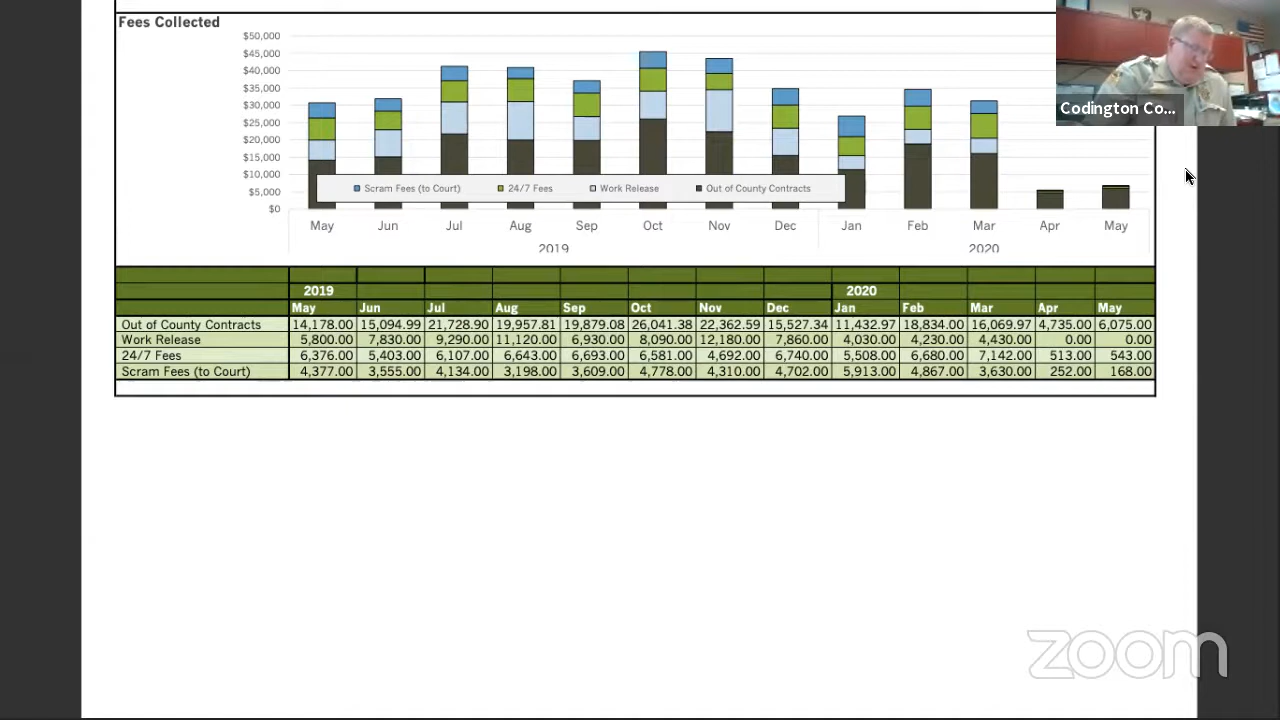 Fees Collected
$50,000
$45,000
$40,000
$35,000
$30,000
$25,000
$20,000
$15,000
$10,000
$5,000
$0
Scram Fees (to Court) 24/7 Fees Work Release Out of County Contracts
May Jun Jul Aug Sep Oct Nov Dec Jan Feb Mar Apr May
2019 2020
2019 2020
May Jun Jul Aug Sep Oct Nov Dec Jan Feb Mar Apr May
Out of County Contracts 14,178.00 15,094.99 21,728.90 19,957.81 19,879.08 26,041.38 22,362.59 15,527.34 11,432.97 18,834.00 16,069.97 4,735.00 6,075.00
Work Release 5,800.00 7,830.00 9,290.00 11,120.00 6,930.00 8,090.00 12,180.00 7,860.00 4,030.00 4,230.00 4,430.00 0.00 0.00
24/7 Fees 6,376.00 5,403.00 6,107.00 6,643.00 6,693.00 6,581.00 4,692.00 6,740.00 5,508.00 6,680.00 7,142.00 513.00 543.00
Scram Fees (to Court) 4,377.00 3,555.00 4,134.00 3,198.00 3,609.00 4,778.00 4,310.00 4,702.00 5,913.00 4,867.00 3,630.00 252.00 168.00
Codington Co...
zoom